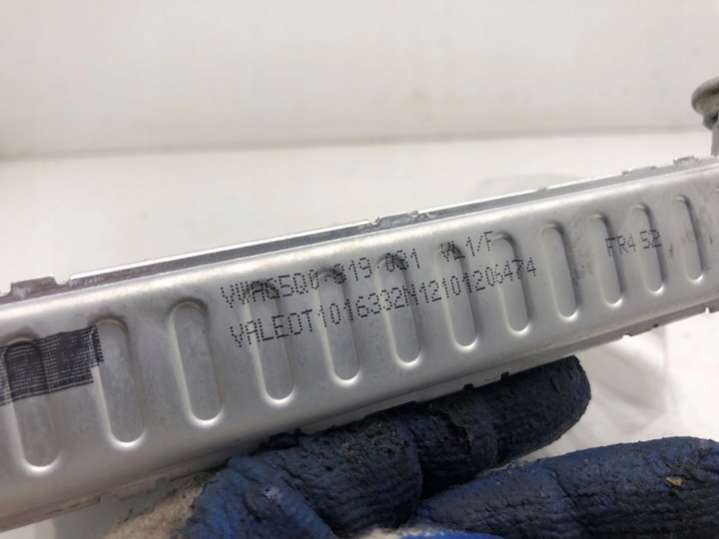 VWAG5Q0 819 031 VL1/F FR4 52
VALEOT1016332N12101206474